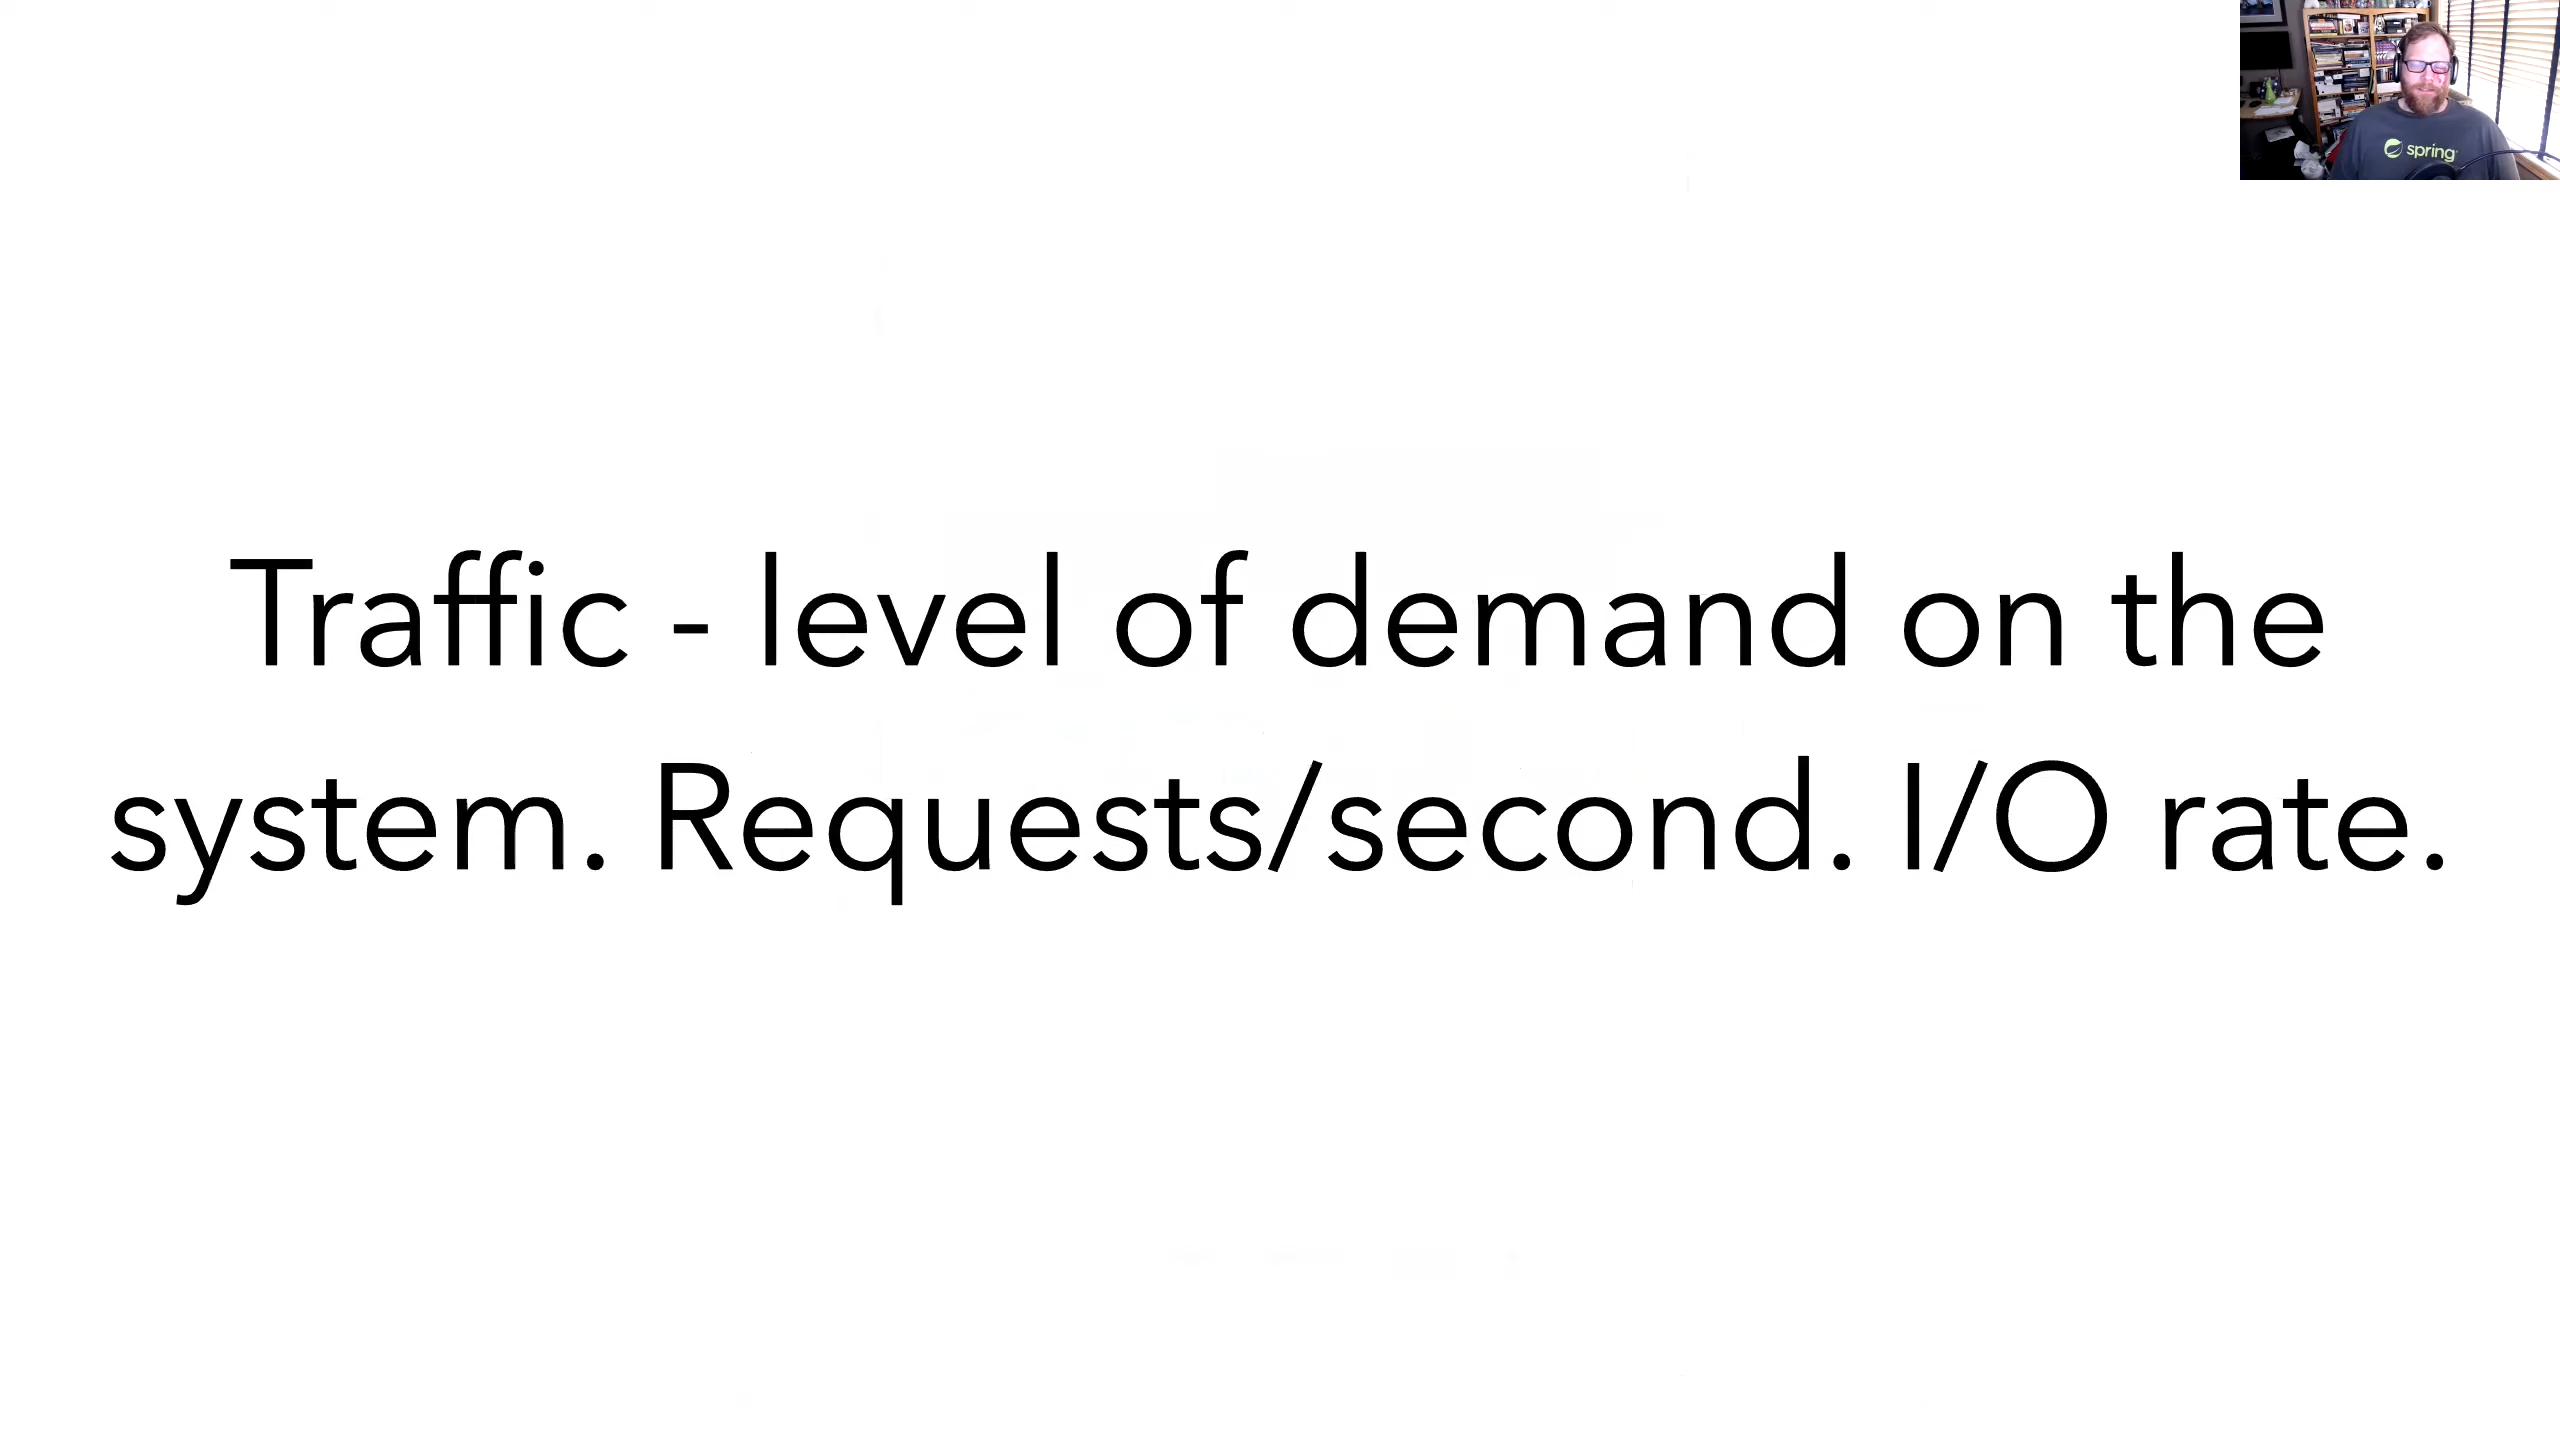 spring
Traffic - level of demand on the
system. Requests/second. I/O rate.